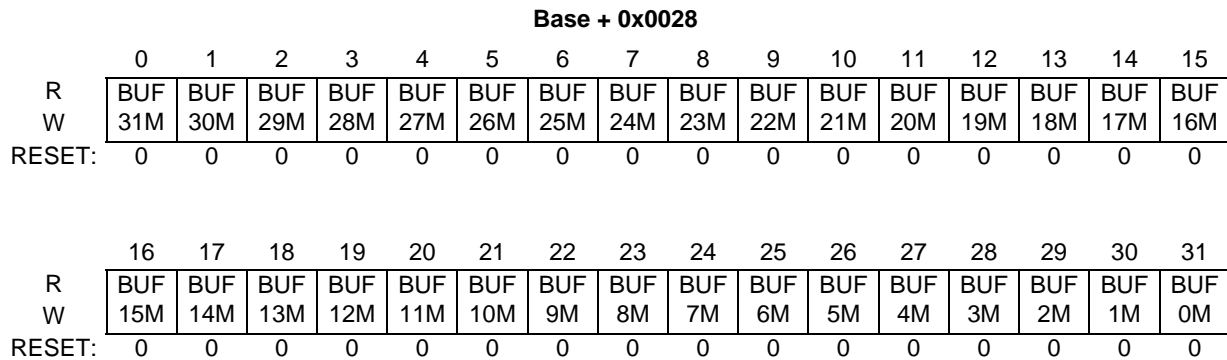 Base + 0x0028
0 1 2 3 4 5 6 7 8 9 10 11 12 13 14 15
R BUF BUF BUF BUF BUF BUF BUF BUF BUF BUF BUF BUF BUF BUF BUF BUF
W 31M 30M 29M 28M 27M 26M 25M 24M 23M 22M 21M 20M 19M 18M 17M 16M
RESET: 0 0 0 0 0 0 0 0 0 0 0 0 0 0 0 0
16 17 18 19 20 21 22 23 24 25 26 27 28 29 30 31
R BUF BUF BUF BUF BUF BUF BUF BUF BUF BUF BUF BUF BUF BUF BUF BUF
W 15M 14M 13M 12M 11M 10M 9M 8M 7M 6M 5M 4M 3M 2M 1M 0M
RESET: 0 0 0 0 0 0 0 0 0 0 0 0 0 0 0 0